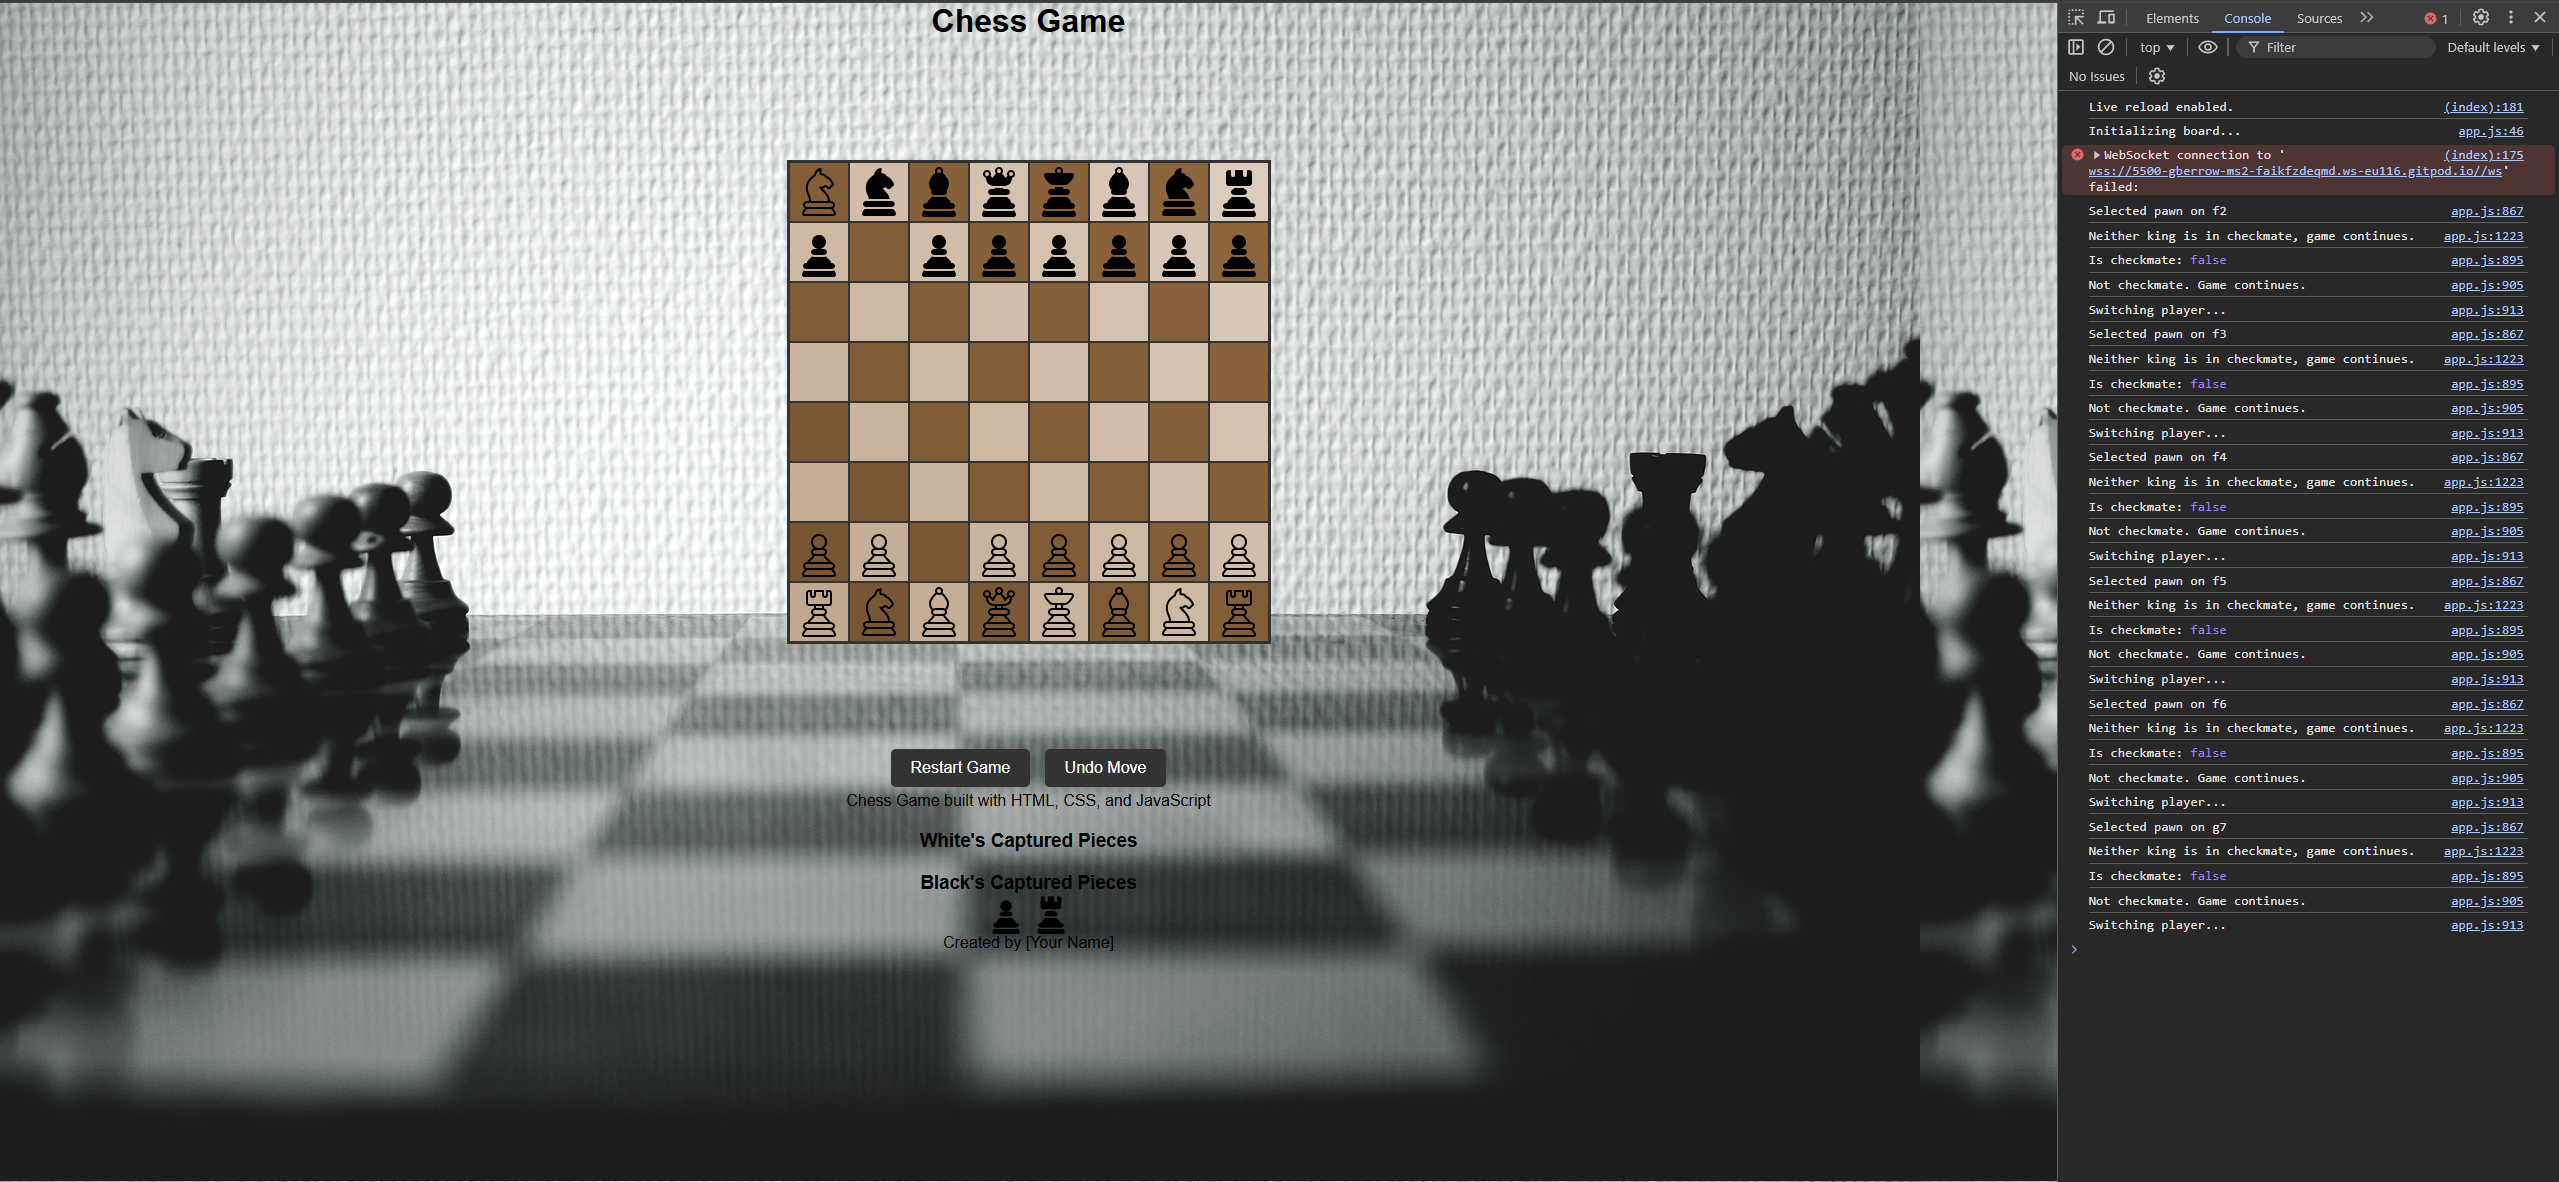 Chess Game
Restart Game
Undo Move
Chess Game built with HTML, CSS, and JavaScript
White's Captured Pieces
Black's Captured Pieces
Created by [Your Name]
Elements
Console
Sources
1
top
Filter
Default levels
No Issues
Live reload enabled. (index):181
Initializing board... app.js:46
WebSocket connection to ' (index):175
wss://5500-gberrow-ms2-faikfzdeqmd.ws-eu116.gitpod.io//ws'
failed:
Selected pawn on f2 app.js:867
Neither king is in checkmate, game continues. app.js:1223
Is checkmate: false app.js:895
Not checkmate. Game continues. app.js:905
Switching player... app.js:913
Selected pawn on f3 app.js:867
Neither king is in checkmate, game continues. app.js:1223
Is checkmate: false app.js:895
Not checkmate. Game continues. app.js:905
Switching player... app.js:913
Selected pawn on f4 app.js:867
Neither king is in checkmate, game continues. app.js:1223
Is checkmate: false app.js:895
Not checkmate. Game continues. app.js:905
Switching player... app.js:913
Selected pawn on f5 app.js:867
Neither king is in checkmate, game continues. app.js:1223
Is checkmate: false app.js:895
Not checkmate. Game continues. app.js:905
Switching player... app.js:913
Selected pawn on f6 app.js:867
Neither king is in checkmate, game continues. app.js:1223
Is checkmate: false app.js:895
Not checkmate. Game continues. app.js:905
Switching player... app.js:913
Selected pawn on g7 app.js:867
Neither king is in checkmate, game continues. app.js:1223
Is checkmate: false app.js:895
Not checkmate. Game continues. app.js:905
Switching player... app.js:913